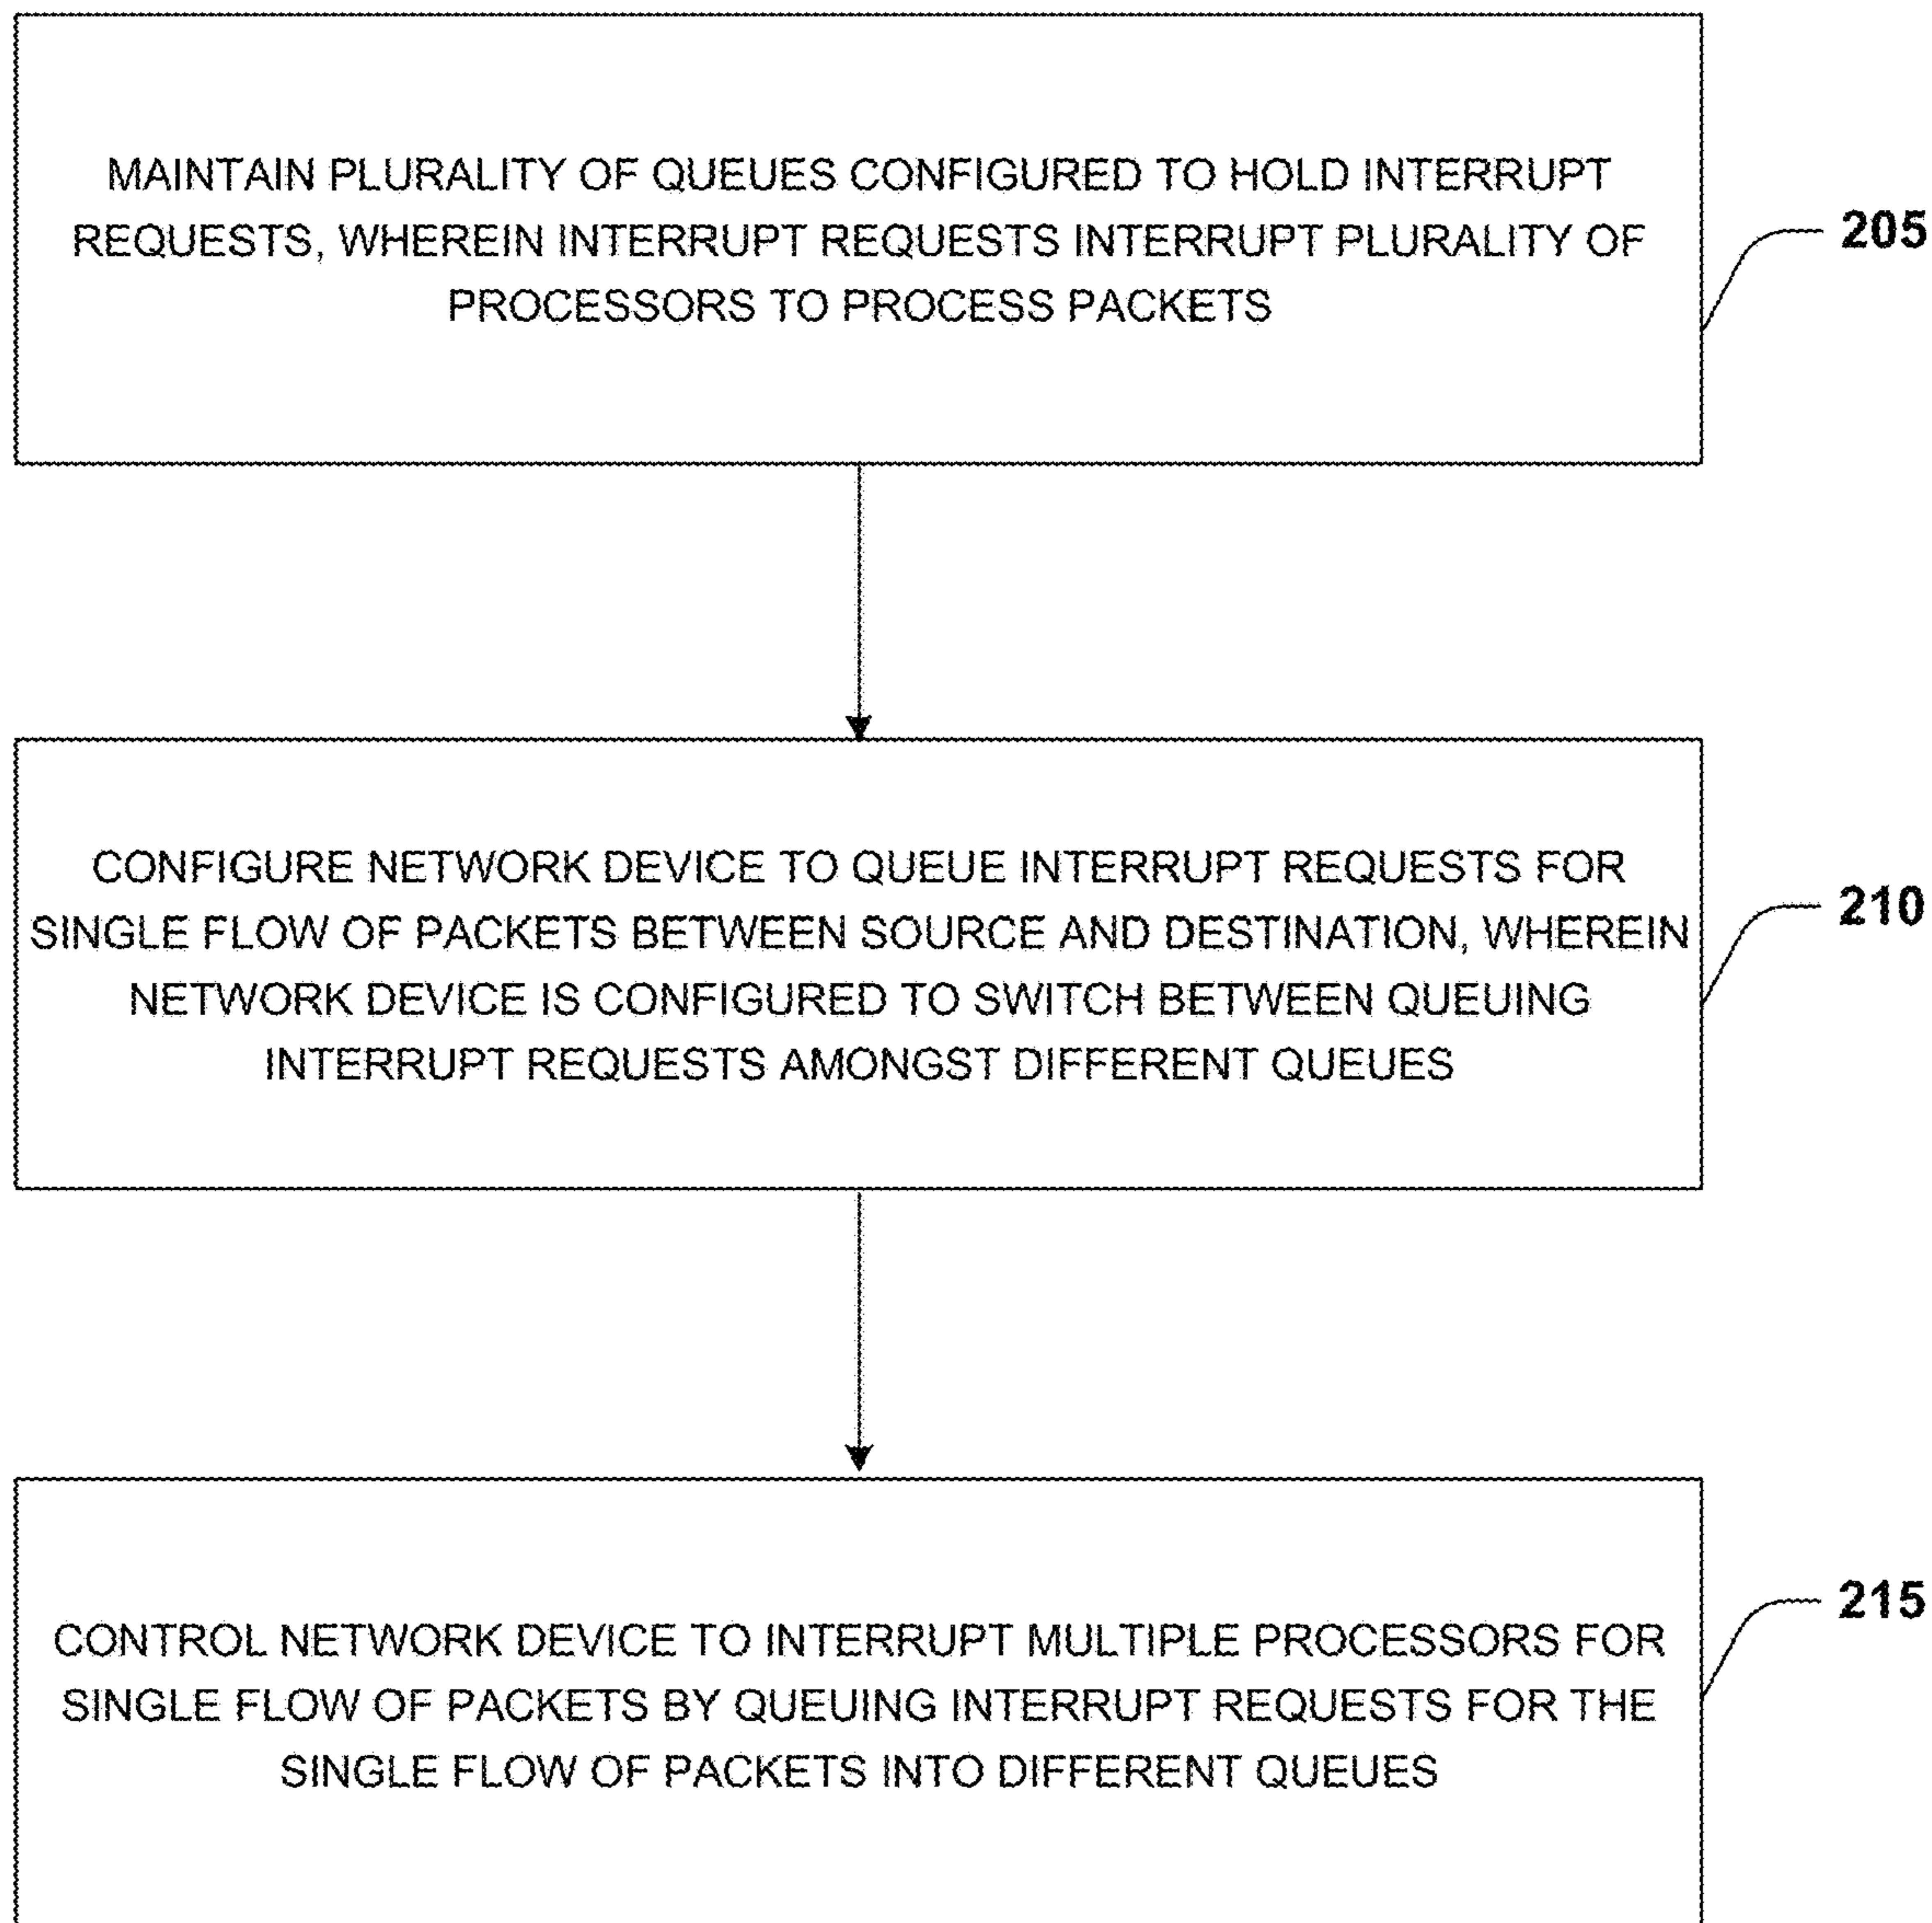 MAINTAIN PLURALITY OF QUEUES CONFIGURED TO HOLD INTERRUPT
REQUESTS, WHEREIN INTERRUPT REQUESTS INTERRUPT PLURALITY OF
PROCESSORS TO PROCESS PACKETS
205
CONFIGURE NETWORK DEVICE TO QUEUE INTERRUPT REQUESTS FOR
SINGLE FLOW OF PACKETS BETWEEN SOURCE AND DESTINATION, WHEREIN
NETWORK DEVICE IS CONFIGURED TO SWITCH BETWEEN QUEUING
INTERRUPT REQUESTS AMONGST DIFFERENT QUEUES
210
CONTROL NETWORK DEVICE TO INTERRUPT MULTIPLE PROCESSORS FOR
SINGLE FLOW OF PACKETS BY QUEUING INTERRUPT REQUESTS FOR THE
SINGLE FLOW OF PACKETS INTO DIFFERENT QUEUES
215